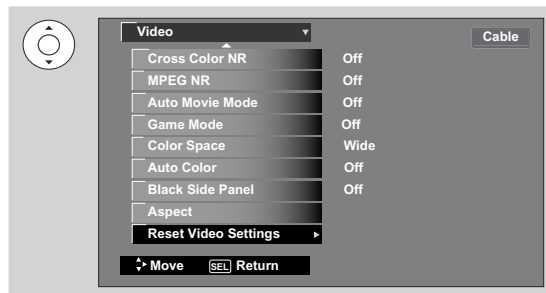 Video
Cable
Cross Color NR Off
MPEG NR Off
Auto Movie Mode Off
Game Mode Off
Color Space Wide
Auto Color Off
Black Side Panel Off
Aspect
Reset Video Settings
Move SEL Return